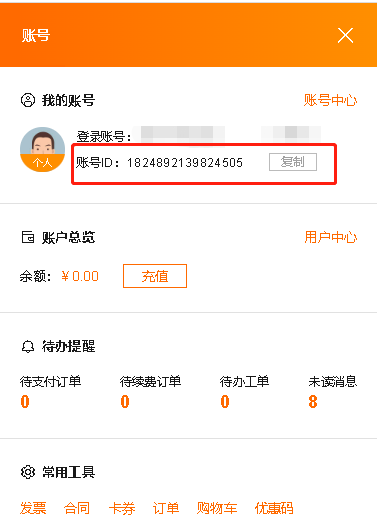 账号
我的账号 账号中心
登录账号：
个人
账号ID：1824892139824505 复制
账户总览 用户中心
余额：￥0.00 充值
待办提醒
待支付订单 待续费订单 待办工单 未读消息
0 0 0 8
常用工具
发票 合同 卡券 订单 购物车 优惠码